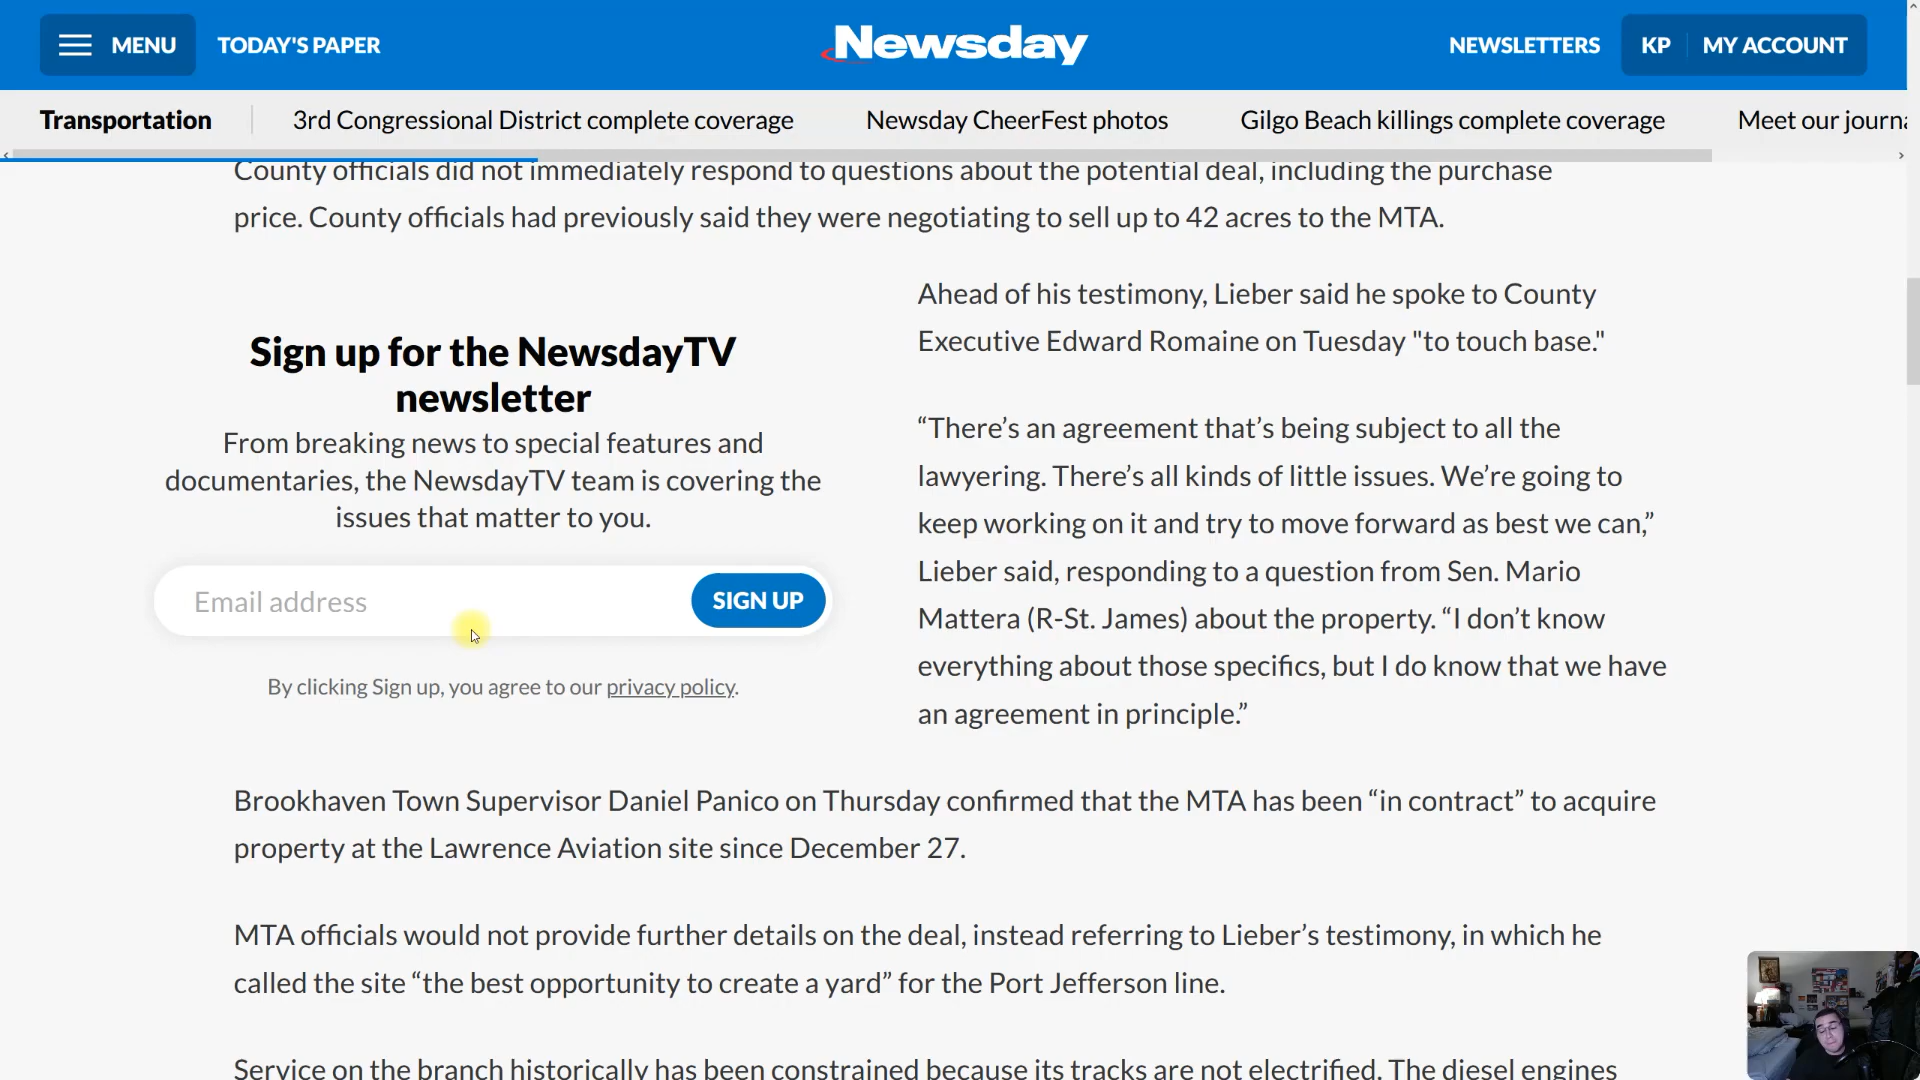 MENU TODAY'S PAPER Newsday NEWSLETTERS KP MY ACCOUNT
Transportation 3rd Congressional District complete coverage Newsday CheerFest photos Gilgo Beach killings complete coverage Meet our journa
County officials did not immediately respond to questions about the potential deal, including the purchase
price. County officials had previously said they were negotiating to sell up to 42 acres to the MTA.
Sign up for the NewsdayTV
newsletter
From breaking news to special features and
documentaries, the NewsdayTV team is covering the
issues that matter to you.
Email address SIGN UP
By clicking Sign up, you agree to our privacy policy.
Ahead of his testimony, Lieber said he spoke to County
Executive Edward Romaine on Tuesday "to touch base."
“There’s an agreement that’s being subject to all the
lawyering. There’s all kinds of little issues. We’re going to
keep working on it and try to move forward as best we can,”
Lieber said, responding to a question from Sen. Mario
Mattera (R-St. James) about the property. “I don’t know
everything about those specifics, but I do know that we have
an agreement in principle.”
Brookhaven Town Supervisor Daniel Panico on Thursday confirmed that the MTA has been “in contract” to acquire
property at the Lawrence Aviation site since December 27.
MTA officials would not provide further details on the deal, instead referring to Lieber’s testimony, in which he
called the site “the best opportunity to create a yard” for the Port Jefferson line.
Service on the branch historically has been constrained because its tracks are not electrified. The diesel engines